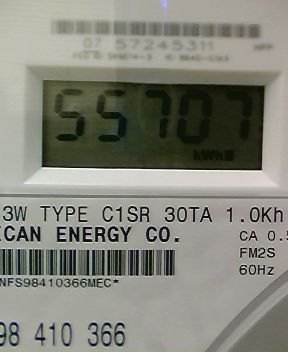 07 57245311
55707
kWh
3W TYPE C1SR 30TA 1.0Kh
ICAN ENERGY CO.
CA 0.5
FM2S
NFS98410366MEC*
60Hz
98 410 366